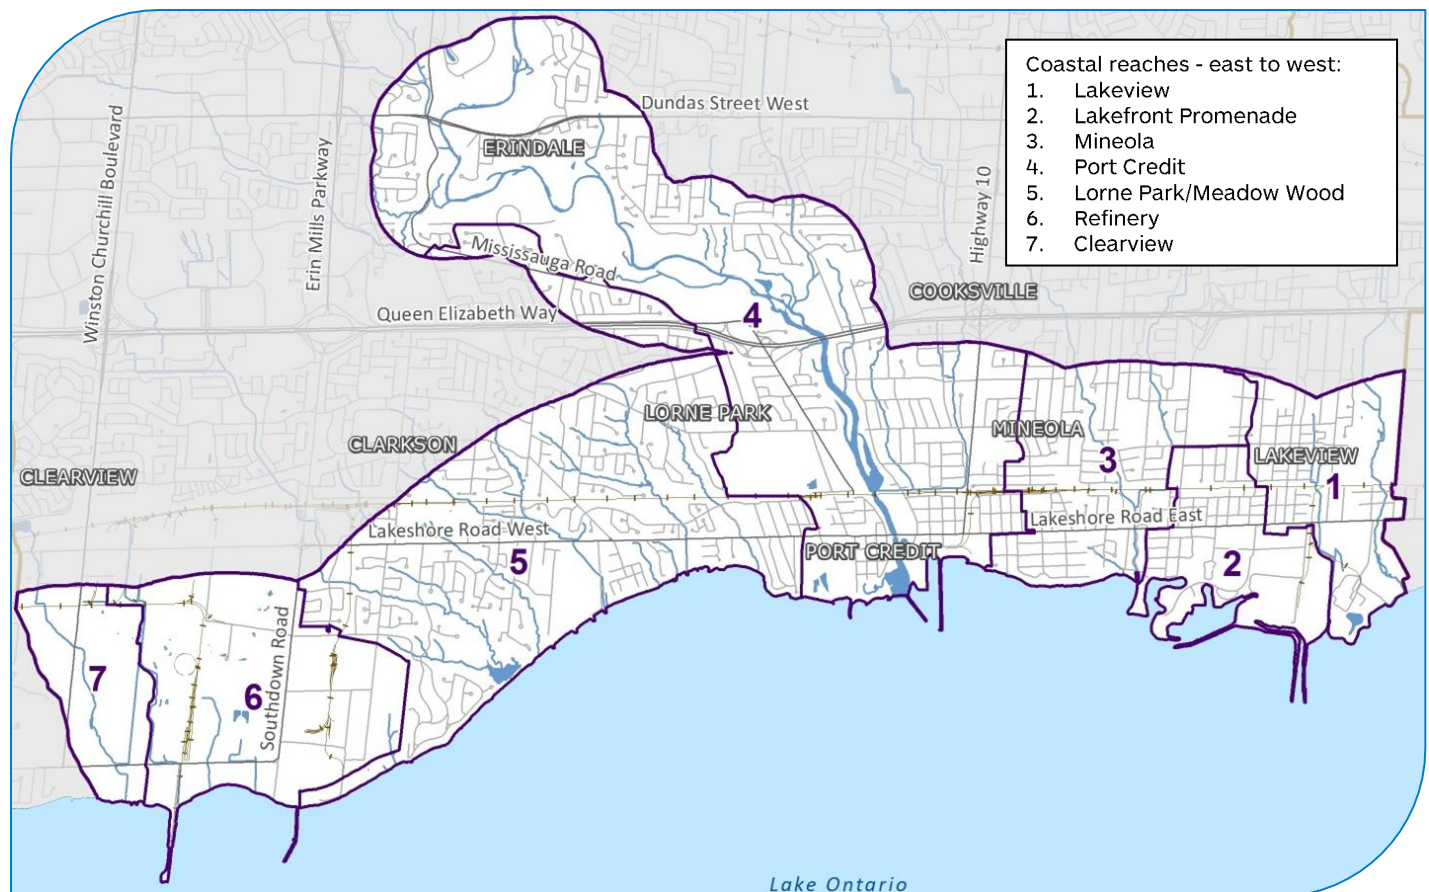 Coastal reaches - east to west:
1. Lakeview
2. Lakefront Promenade
3. Mineola
4. Port Credit
5. Lorne Park/Meadow Wood
6. Refinery
7. Clearview
Dundas Street West
ERINDALE
Winston Churchill Boulevard
Erin Mills Parkway
Highway 10
Mississauga Road
COOKSVILLE
Queen Elizabeth Way
4
LORNE PARK
MINEOLA
CLARKSON
3
LAKEVIEW
CLEARVIEW
1
Lakeshore Road West
Lakeshore Road East
PORT CREDIT
5
2
Southdown Road
7
6
Lake Ontario